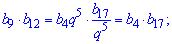 b₉ · b₁₂ = b₄q⁵ · b₁₇/q⁵ = b₄ · b₁₇;